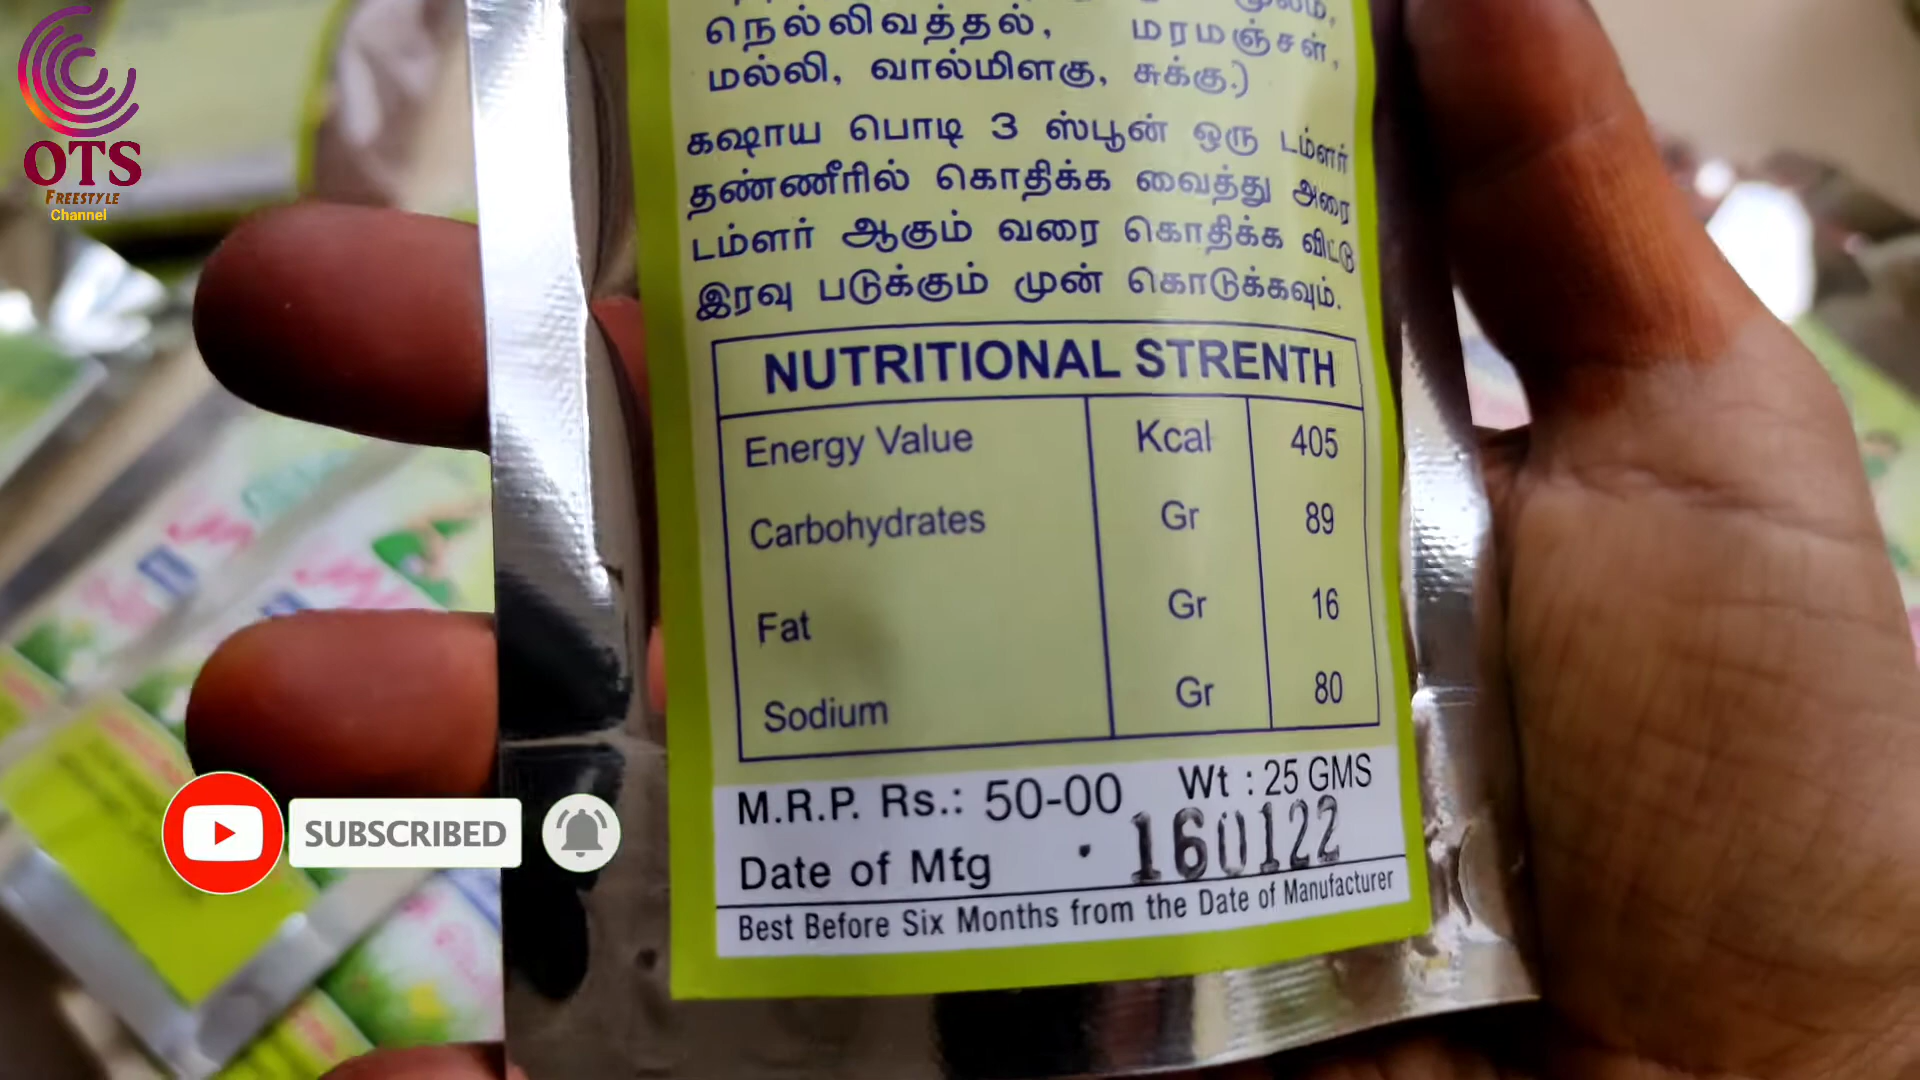 OTS
FREESTYLE
Channel
நெல்லிவத்தல், மரமஞ்சள்,
மல்லி, வால்மிளகு, சுக்கு.)
கஷாய பொடி 3 ஸ்பூன் ஒரு டம்ளர்
தண்ணீரில் கொதிக்க வைத்து அரை
டம்ளர் ஆகும் வரை கொதிக்க விட்டு
இரவு படுக்கும் முன் கொடுக்கவும்.
NUTRITIONAL STRENTH
Energy Value Kcal 405
Carbohydrates Gr 89
Fat Gr 16
Sodium Gr 80
M.R.P. Rs.: 50-00 Wt : 25 GMS
Date of Mfg 160122
Best Before Six Months from the Date of Manufacturer
SUBSCRIBED